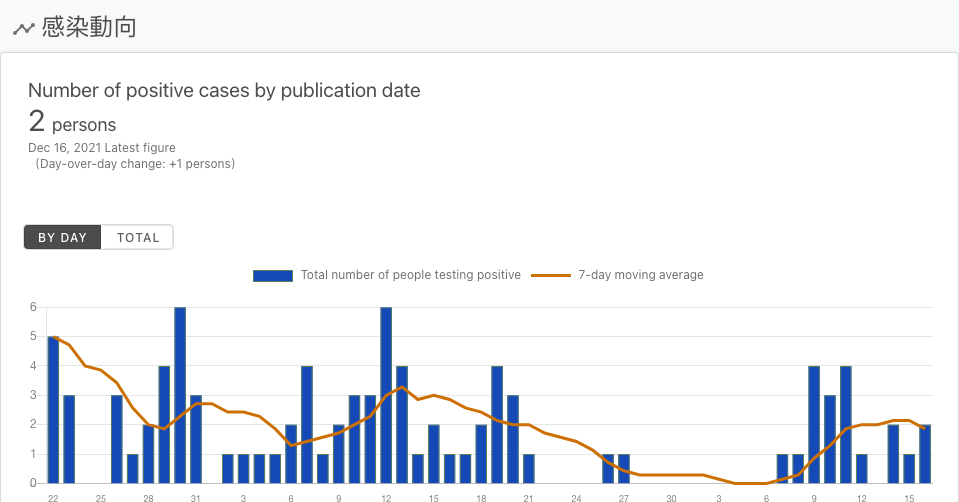 感染動向
Number of positive cases by publication date
2 persons
Dec 16, 2021 Latest figure
(Day-over-day change: +1 persons)
BY DAY TOTAL
Total number of people testing positive 7-day moving average
6
5
4
3
2
1
0
22 25 28 31 3 6 9 12 15 18 21 24 27 30 3 6 9 12 15